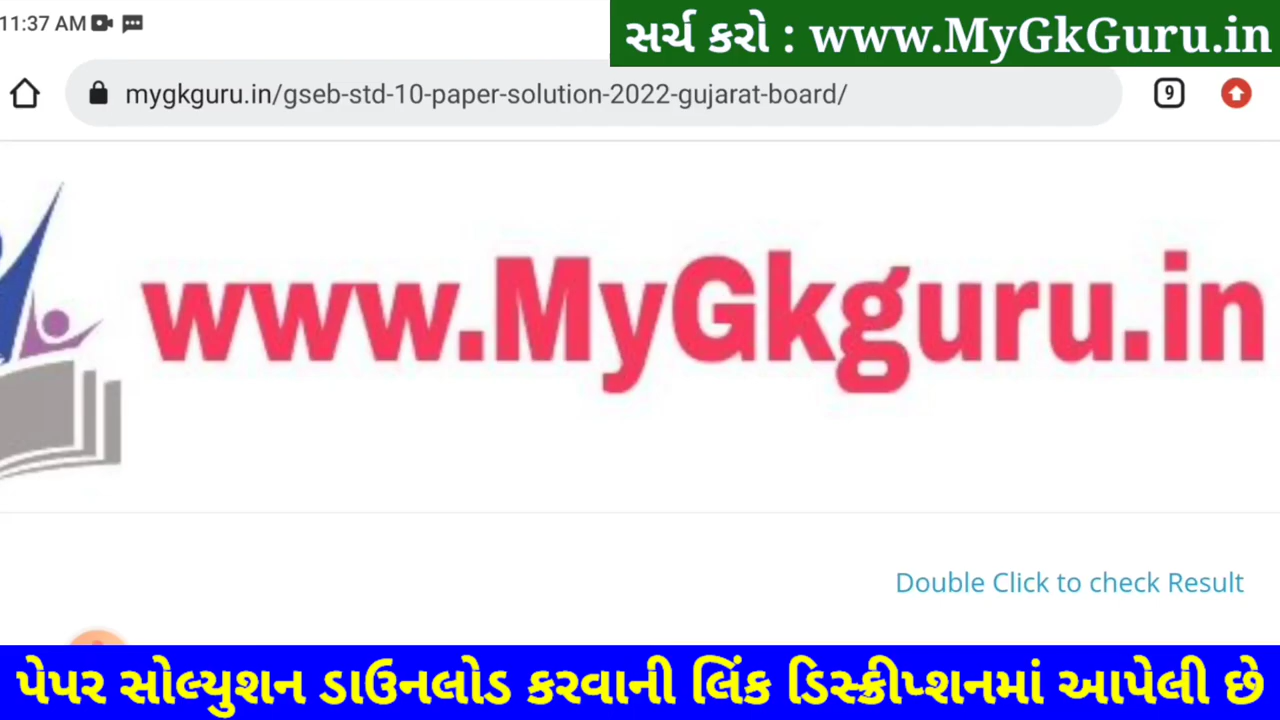 11:37 AM
સર્ચ કરો : www.MyGkGuru.in
mygkguru.in/gseb-std-10-paper-solution-2022-gujarat-board/
9
www.MyGkguru.in
Double Click to check Result
પેપર સોલ્યુશન ડાઉનલોડ કરવાની લિંક ડિસ્ક્રીપ્શનમાં આપેલી છે